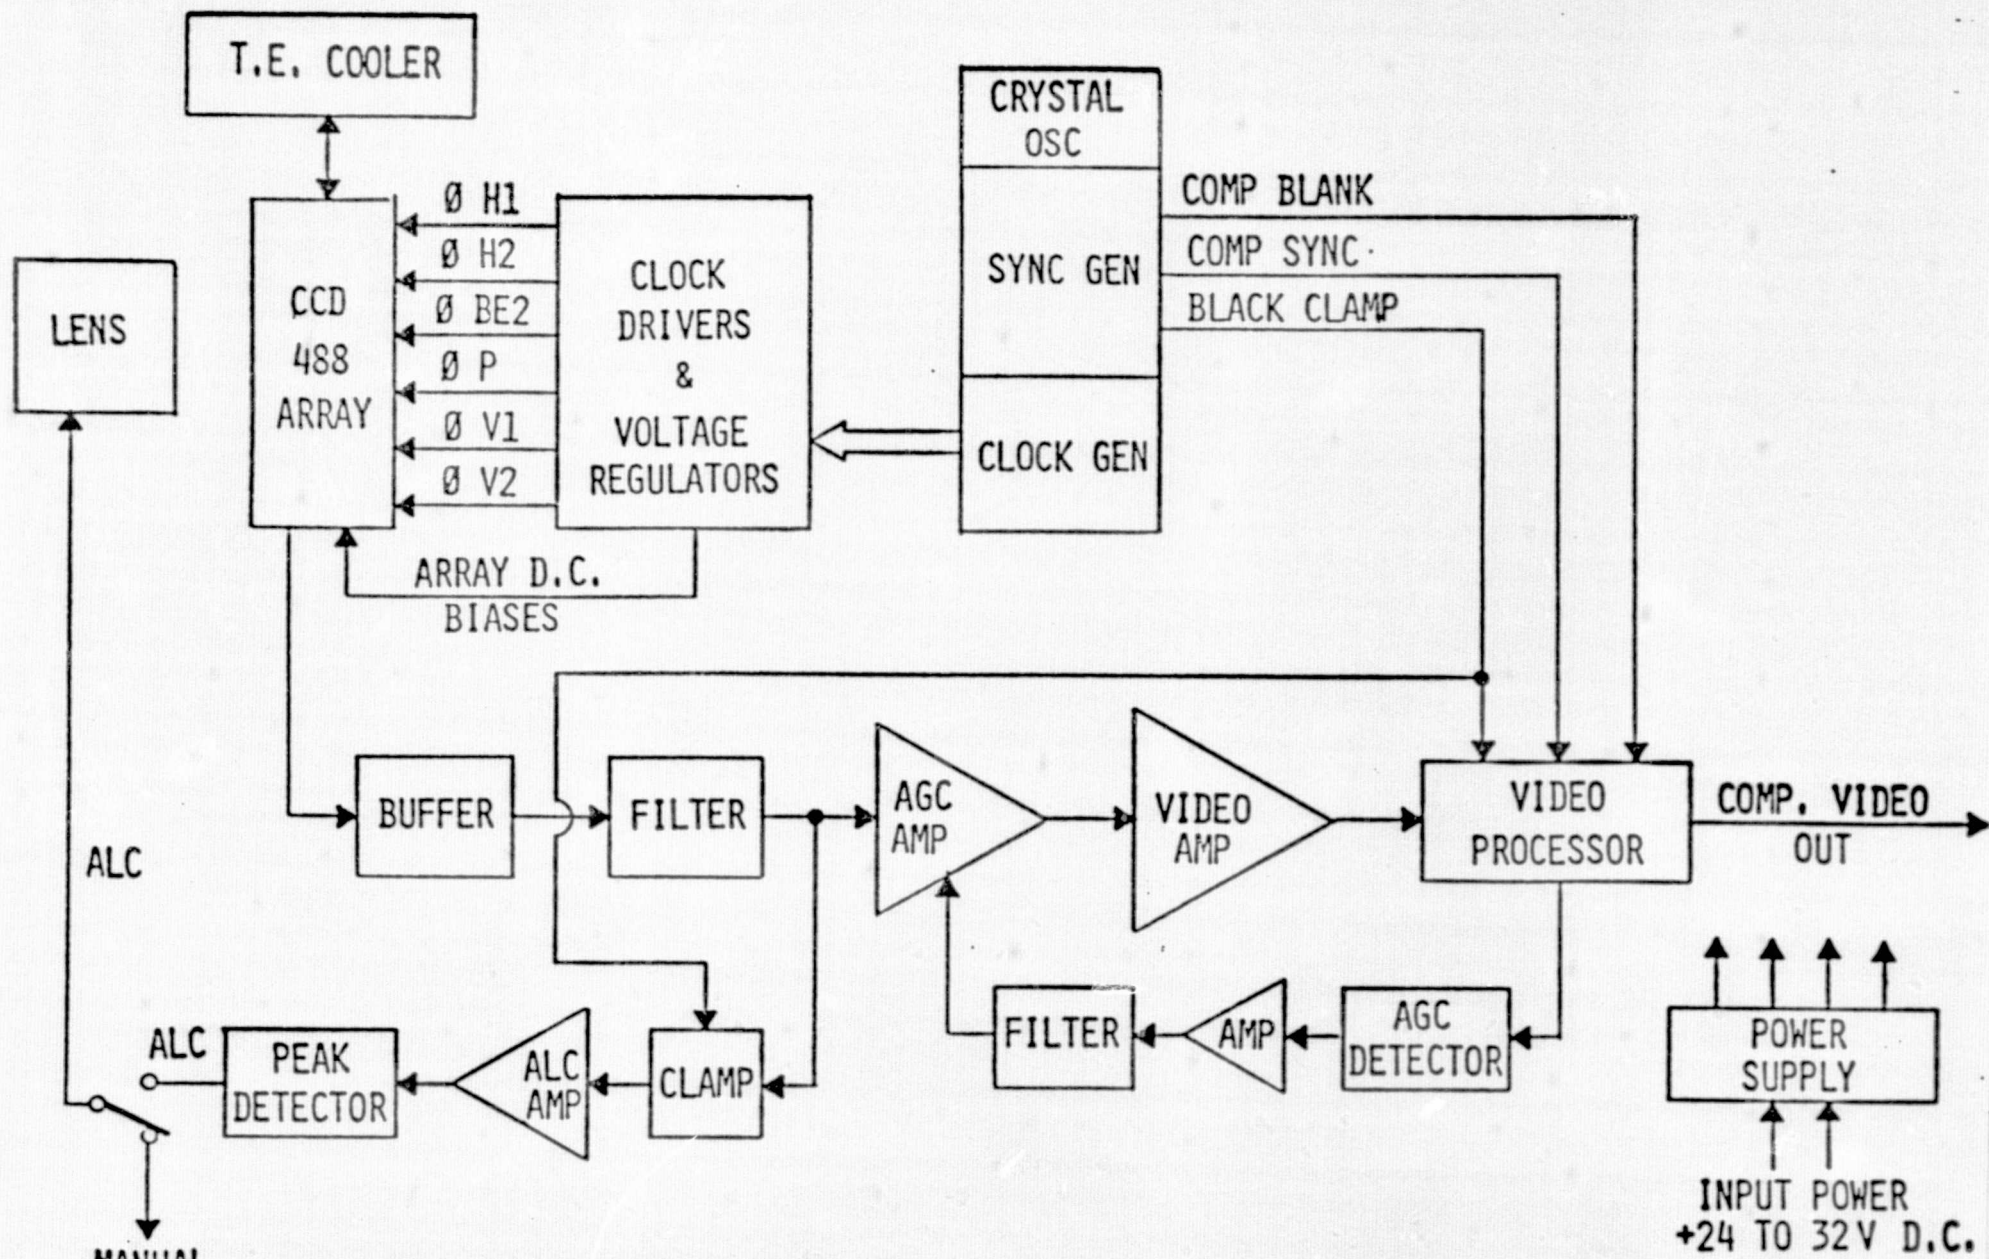 T.E. COOLER
CRYSTAL
OSC
SYNC GEN
CLOCK GEN
COMP BLANK
COMP SYNC
BLACK CLAMP
LENS
CCD
488
ARRAY
Ø H1
Ø H2
Ø BE2
Ø P
Ø V1
Ø V2
CLOCK
DRIVERS
&
VOLTAGE
REGULATORS
ARRAY D.C.
BIASES
BUFFER
FILTER
AGC
AMP
VIDEO
AMP
VIDEO
PROCESSOR
COMP. VIDEO
OUT
ALC
ALC
PEAK
DETECTOR
ALC
AMP
CLAMP
FILTER
AMP
AGC
DETECTOR
POWER
SUPPLY
INPUT POWER
+24 TO 32V D.C.
MANUAL